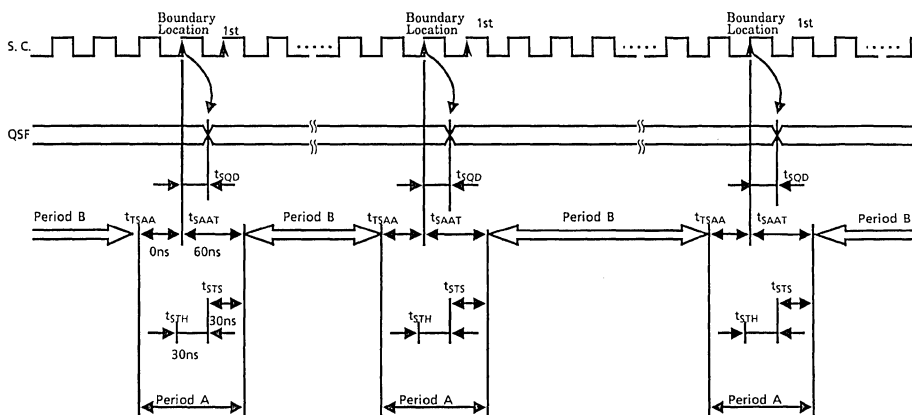 Boundary Location 1st
Boundary Location 1st
Boundary Location 1st
S. C.
QSF
tSQD
tSQD
tSQD
Period B tTSAA tSAAT Period B tTSAA tSAAT Period B tTSAA tSAAT Period B
0ns 60ns
tSTS
tSTS
tSTS
tSTH 30ns
tSTH
tSTH
30ns
Period A
Period A
Period A